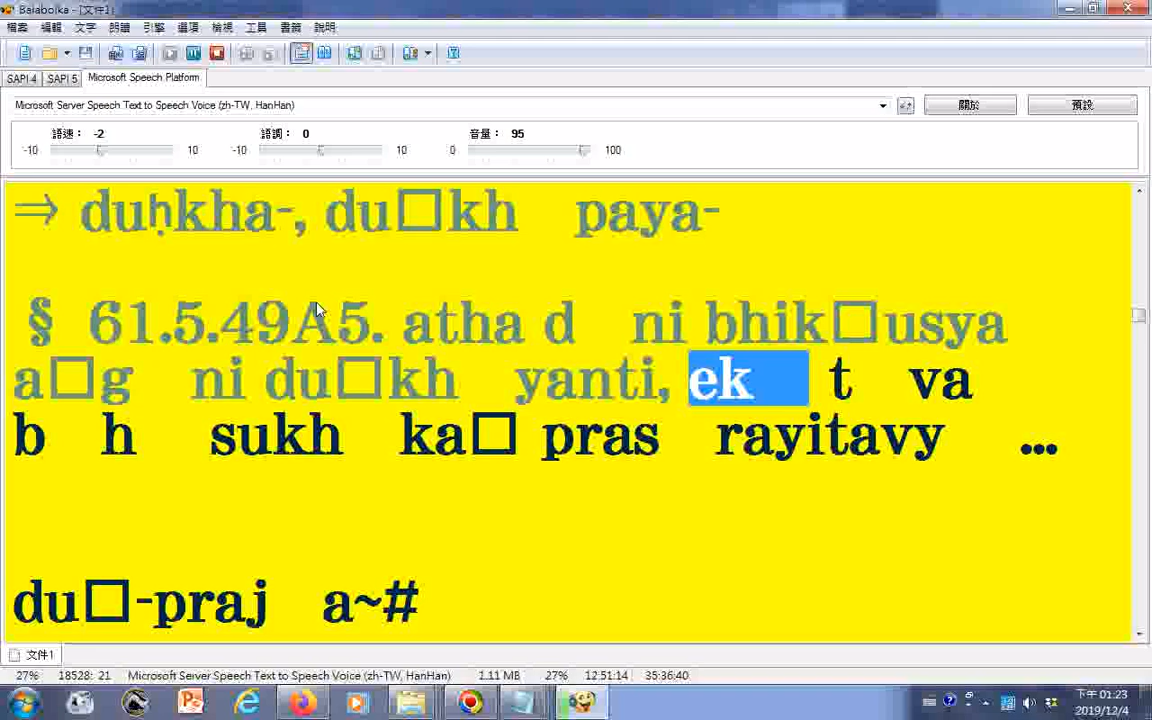 Balabolka - [文件1]
檔案 編輯 文字 朗讀 引擎 選項 檢視 工具 書籤 說明
SAPI 4 SAPI 5 Microsoft Speech Platform
Microsoft Server Speech Text to Speech Voice (zh-TW, HanHan) 關於 預設
語速： -2 語調： 0 音量： 95
-10 10 -10 10 0 100
⇒ duḥkha-, du□kh paya-
§ 61.5.49A5. atha d ni bhik□usya
a□g ni du□kh yanti, ek t va
b h sukh ka□ pras rayitavy ...
du□-praj a~#
文件1
27% 18528: 21 Microsoft Server Speech Text to Speech Voice (zh-TW, HanHan) 1.11 MB 27% 12:51:14 35:36:40
下午 01:23
2019/12/4